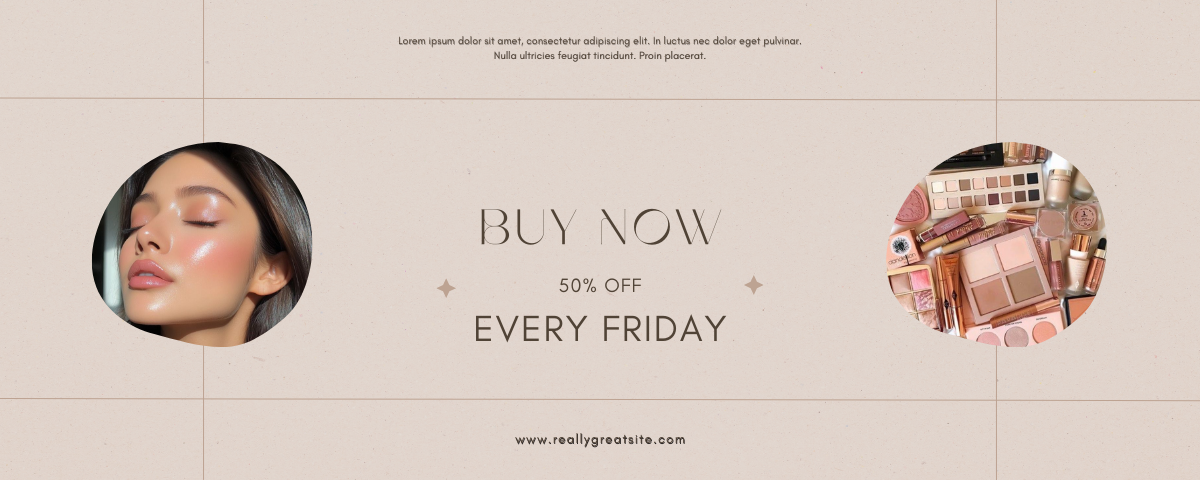 Lorem ipsum dolor sit amet, consectetur adipiscing elit. In luctus nec dolor eget pulvinar.
Nulla ultricies feugiat tincidunt. Proin placerat.
BUY NOW
50% OFF
EVERY FRIDAY
www.reallygreatsite.com